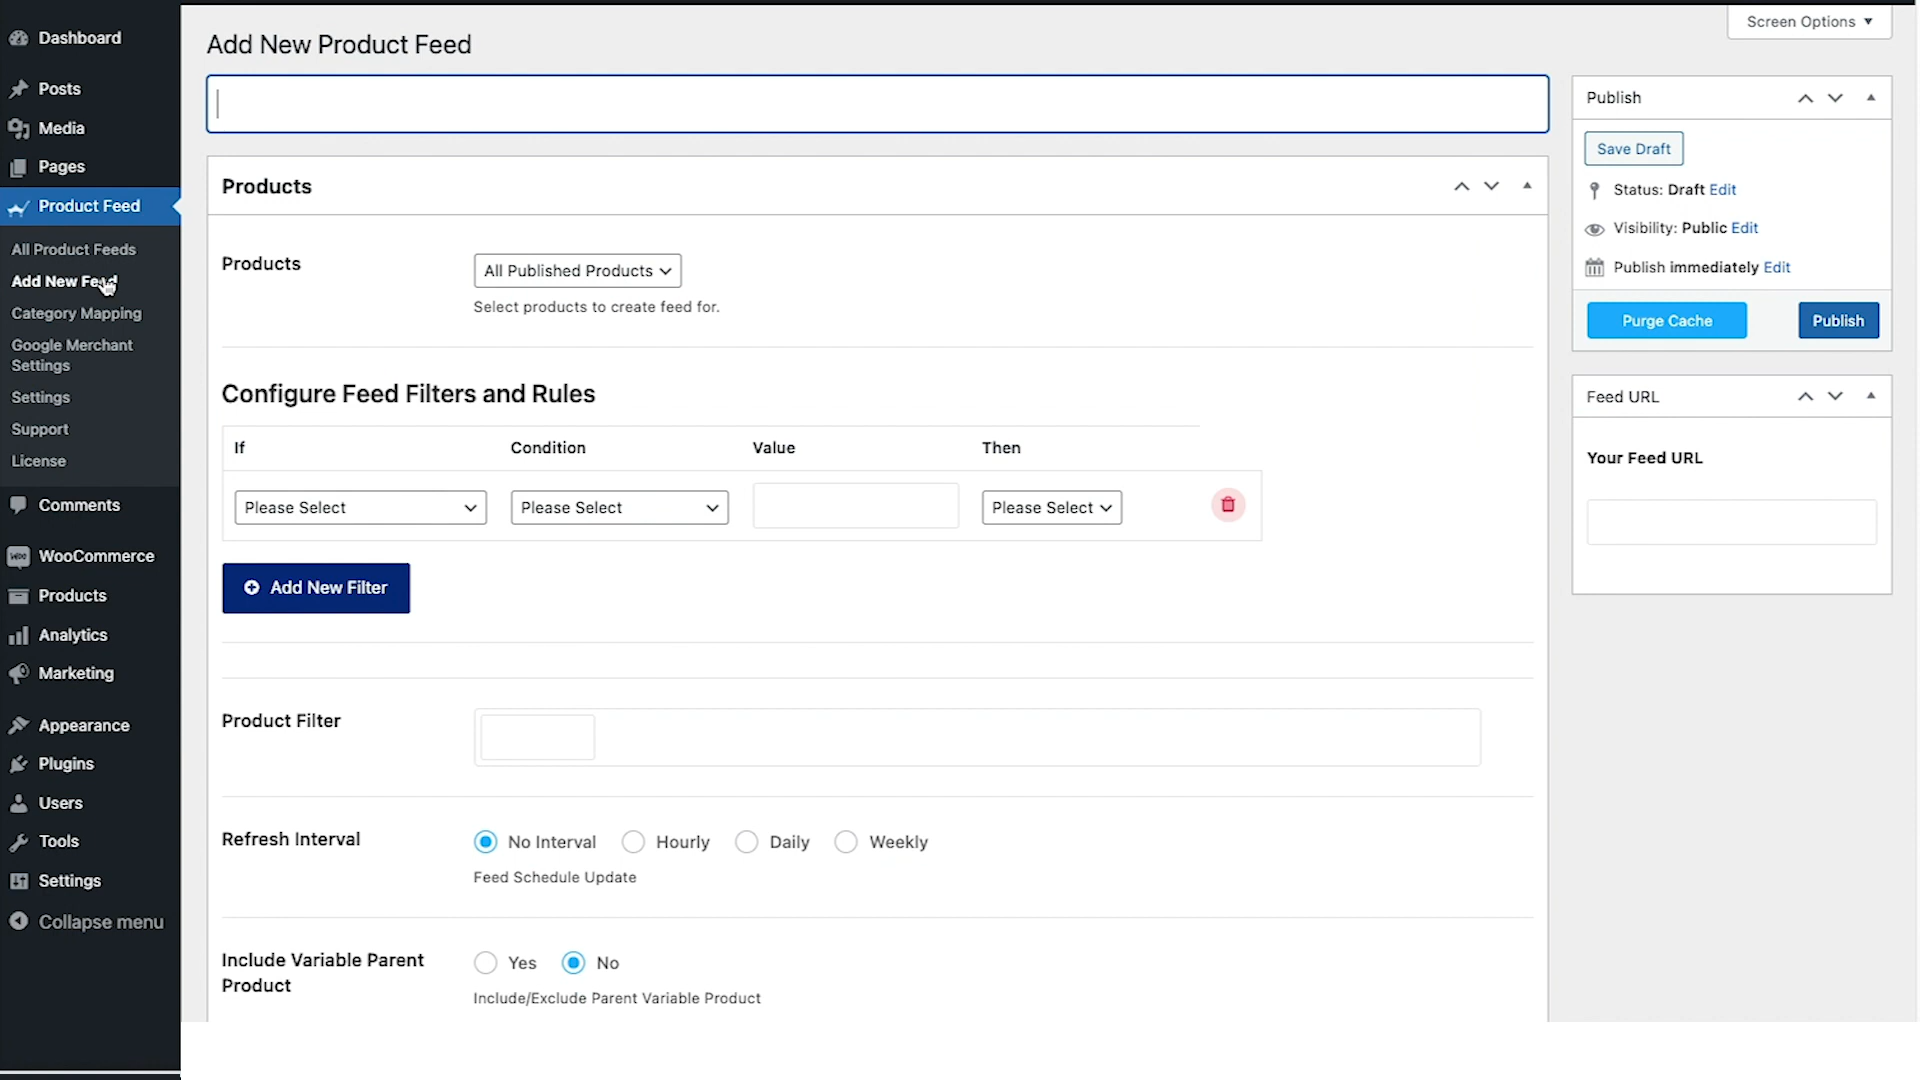 Dashboard
Posts
Media
Pages
Product Feed
All Product Feeds
Add New Feed
Category Mapping
Google Merchant
Settings
Settings
Support
License
Comments
Woo WooCommerce
Products
Analytics
Marketing
Appearance
Plugins
Users
Tools
Settings
Collapse menu
Screen Options
Add New Product Feed
Products
Products
All Published Products
Select products to create feed for.
Configure Feed Filters and Rules
If Condition Value Then
Please Select Please Select Please Select
Add New Filter
Product Filter
Refresh Interval
No Interval Hourly Daily Weekly
Feed Schedule Update
Include Variable Parent
Product
Yes No
Include/Exclude Parent Variable Product
Publish
Save Draft
Status: Draft Edit
Visibility: Public Edit
Publish immediately Edit
Purge Cache Publish
Feed URL
Your Feed URL